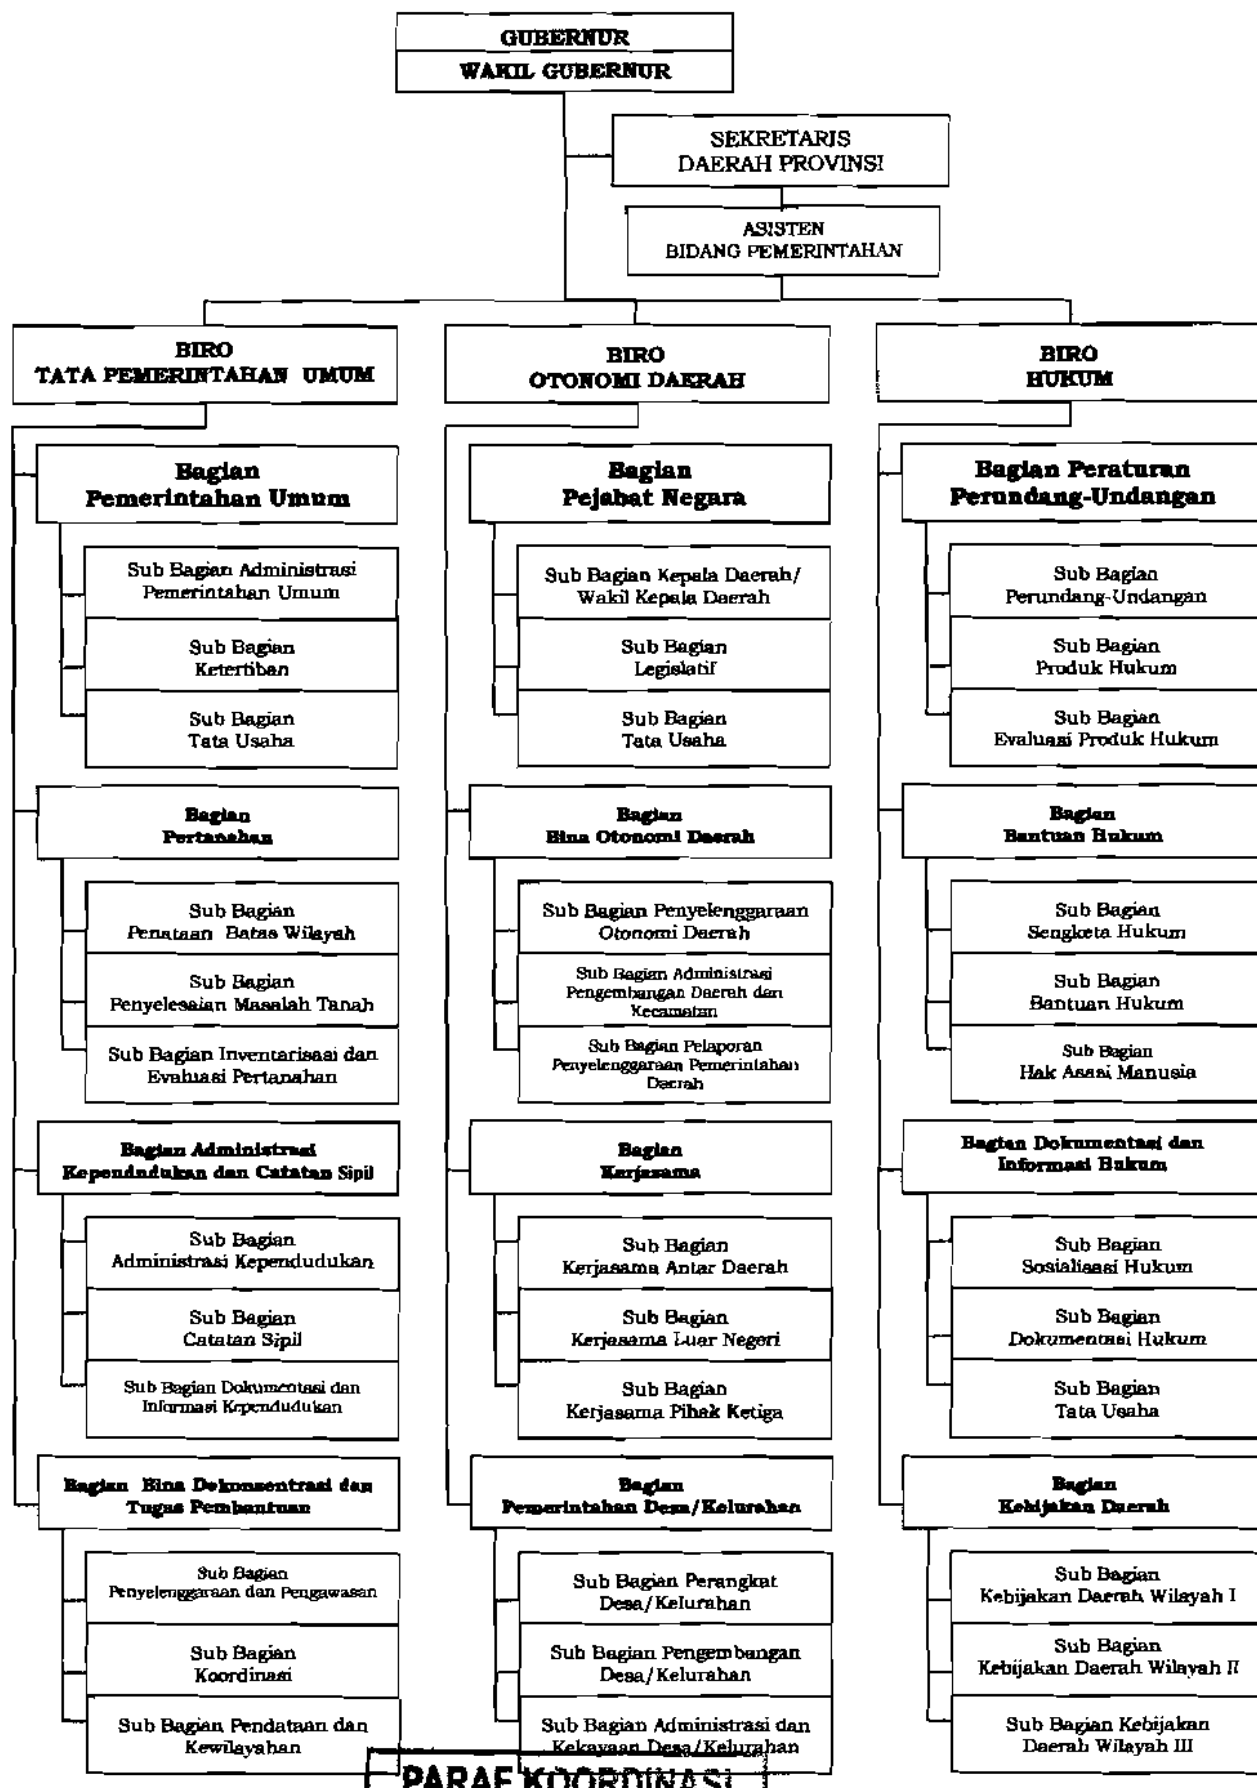 GUBERNUR
WAKIL GUBERNUR
SEKRETARIS
DAERAH PROVINSI
ASISTEN
BIDANG PEMERINTAHAN
BIRO
TATA PEMERINTAHAN UMUM
Bagian
Pemerintahan Umum
Sub Bagian Administrasi
Pemerintahan Umum
Sub Bagian
Ketertiban
Sub Bagian
Tata Usaha
Bagian
Pertanahan
Sub Bagian
Penataan Batas Wilayah
Sub Bagian
Penyelesaian Masalah Tanah
Sub Bagian Inventarisasi dan
Evaluasi Pertanahan
Bagian Administrasi
Kependudukan dan Catatan Sipil
Sub Bagian
Administrasi Kependudukan
Sub Bagian
Catatan Sipil
Sub Bagian Dokumentasi dan
Informasi Kependudukan
Bagian Bina Dekonsentrasi dan
Tugas Pembantuan
Sub Bagian
Penyelenggaraan dan Pengawasan
Sub Bagian
Koordinasi
Sub Bagian Pendataan dan
Kewilayahan
BIRO
OTONOMI DAERAH
Bagian
Pejabat Negara
Sub Bagian Kepala Daerah/
Wakil Kepala Daerah
Sub Bagian
Legislatif
Sub Bagian
Tata Usaha
Bagian
Bina Otonomi Daerah
Sub Bagian Penyelenggaraan
Otonomi Daerah
Sub Bagian Administrasi
Pengembangan Daerah dan
Kecamatan
Sub Bagian Pelaporan
Penyelenggaraan Pemerintahan
Daerah
Bagian
Kerjasama
Sub Bagian
Kerjasama Antar Daerah
Sub Bagian
Kerjasama Luar Negeri
Sub Bagian
Kerjasama Pihak Ketiga
Bagian
Pemerintahan Desa/Kelurahan
Sub Bagian Perangkat
Desa/Kelurahan
Sub Bagian Pengembangan
Desa/Kelurahan
Sub Bagian Administrasi dan
Kekayaan Desa/Kelurahan
BIRO
HUKUM
Bagian Peraturan
Perundang-Undangan
Sub Bagian
Perundang-Undangan
Sub Bagian
Produk Hukum
Sub Bagian
Evaluasi Produk Hukum
Bagian
Bantuan Hukum
Sub Bagian
Sengketa Hukum
Sub Bagian
Bantuan Hukum
Sub Bagian
Hak Asasi Manusia
Bagian Dokumentasi dan
Informasi Hukum
Sub Bagian
Sosialisasi Hukum
Sub Bagian
Dokumentasi Hukum
Sub Bagian
Tata Usaha
Bagian
Kebijakan Daerah
Sub Bagian
Kebijakan Daerah Wilayah I
Sub Bagian
Kebijakan Daerah Wilayah II
Sub Bagian Kebijakan
Daerah Wilayah III
PARAF KOORDINASI